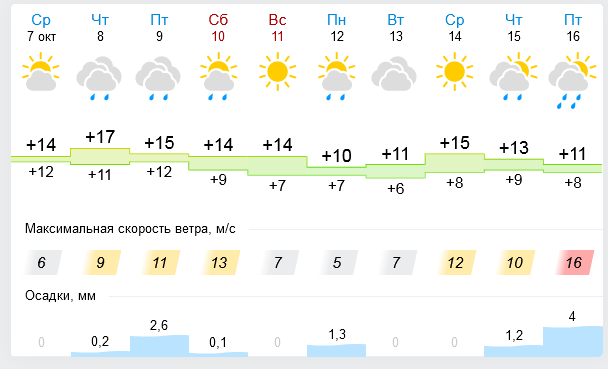 Ср Чт Пт Сб Вс Пн Вт Ср Чт Пт
7 окт 8 9 10 11 12 13 14 15 16
+14 +17 +15 +14 +14 +10 +11 +15 +13 +11
+12 +11 +12 +9 +7 +7 +6 +8 +9 +8
Максимальная скорость ветра, м/с
6 9 11 13 7 5 7 12 10 16
Осадки, мм
0 0,2 2,6 0,1 0 1,3 0 0 1,2 4